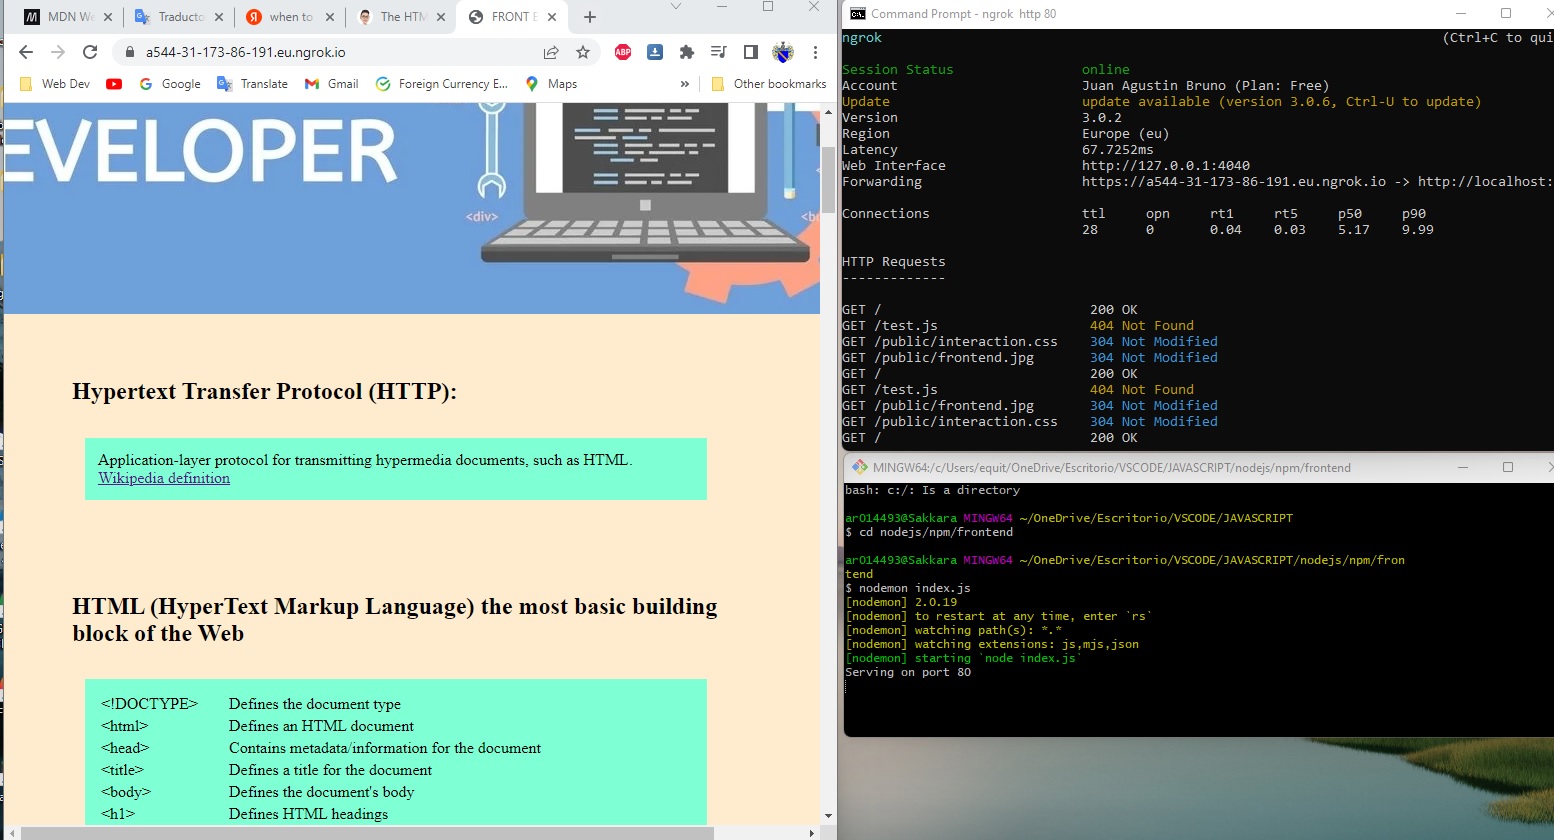 MDN We
Traducto
when to
The HTM
FRONT E
a544-31-173-86-191.eu.ngrok.io
ABP
Web Dev
Google
Translate
Gmail
Foreign Currency E...
Maps
»
Other bookmarks
EVELOPER
<div>
<br
Hypertext Transfer Protocol (HTTP):
Application-layer protocol for transmitting hypermedia documents, such as HTML.
Wikipedia definition
HTML (HyperText Markup Language) the most basic building
block of the Web
<!DOCTYPE> Defines the document type
<html> Defines an HTML document
<head> Contains metadata/information for the document
<title> Defines a title for the document
<body> Defines the document's body
<h1> Defines HTML headings
Command Prompt - ngrok http 80
ngrok (Ctrl+C to qui
Session Status online
Account Juan Agustin Bruno (Plan: Free)
Update update available (version 3.0.6, Ctrl-U to update)
Version 3.0.2
Region Europe (eu)
Latency 67.7252ms
Web Interface http://127.0.0.1:4040
Forwarding https://a544-31-173-86-191.eu.ngrok.io -> http://localhost:
Connections ttl opn rt1 rt5 p50 p90
28 0 0.04 0.03 5.17 9.99
HTTP Requests
-------------
GET / 200 OK
GET /test.js 404 Not Found
GET /public/interaction.css 304 Not Modified
GET /public/frontend.jpg 304 Not Modified
GET / 200 OK
GET /test.js 404 Not Found
GET /public/frontend.jpg 304 Not Modified
GET /public/interaction.css 304 Not Modified
GET / 200 OK
MINGW64:/c/Users/equit/OneDrive/Escritorio/VSCODE/JAVASCRIPT/nodejs/npm/frontend
bash: c:/: Is a directory
ar014493@Sakkara MINGW64 ~/OneDrive/Escritorio/VSCODE/JAVASCRIPT
$ cd nodejs/npm/frontend
ar014493@Sakkara MINGW64 ~/OneDrive/Escritorio/VSCODE/JAVASCRIPT/nodejs/npm/fron
tend
$ nodemon index.js
[nodemon] 2.0.19
[nodemon] to restart at any time, enter `rs`
[nodemon] watching path(s): *.*
[nodemon] watching extensions: js,mjs,json
[nodemon] starting `node index.js`
Serving on port 80